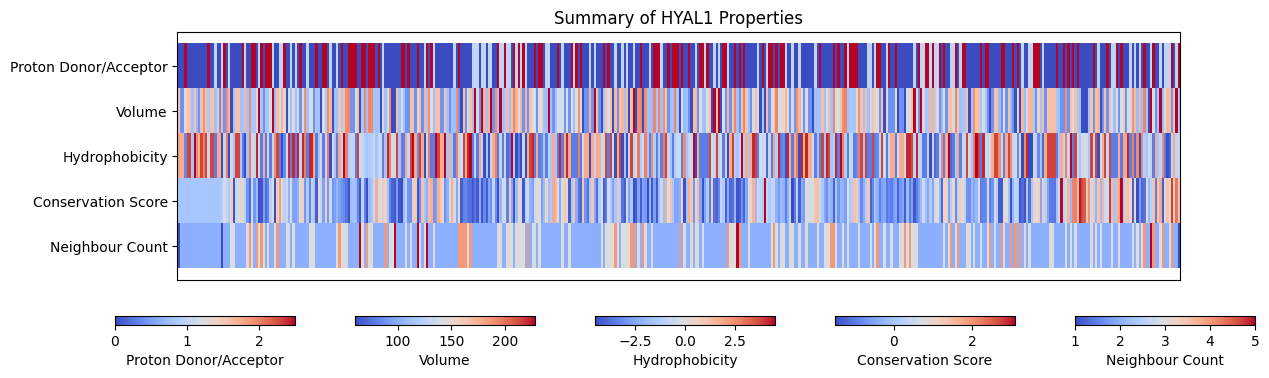 Summary of HYAL1 Properties
Proton Donor/Acceptor
Volume
Hydrophobicity
Conservation Score
Neighbour Count
0 1 2
Proton Donor/Acceptor
100 150 200
Volume
−2.5 0.0 2.5
Hydrophobicity
0 2
Conservation Score
1 2 3 4 5
Neighbour Count